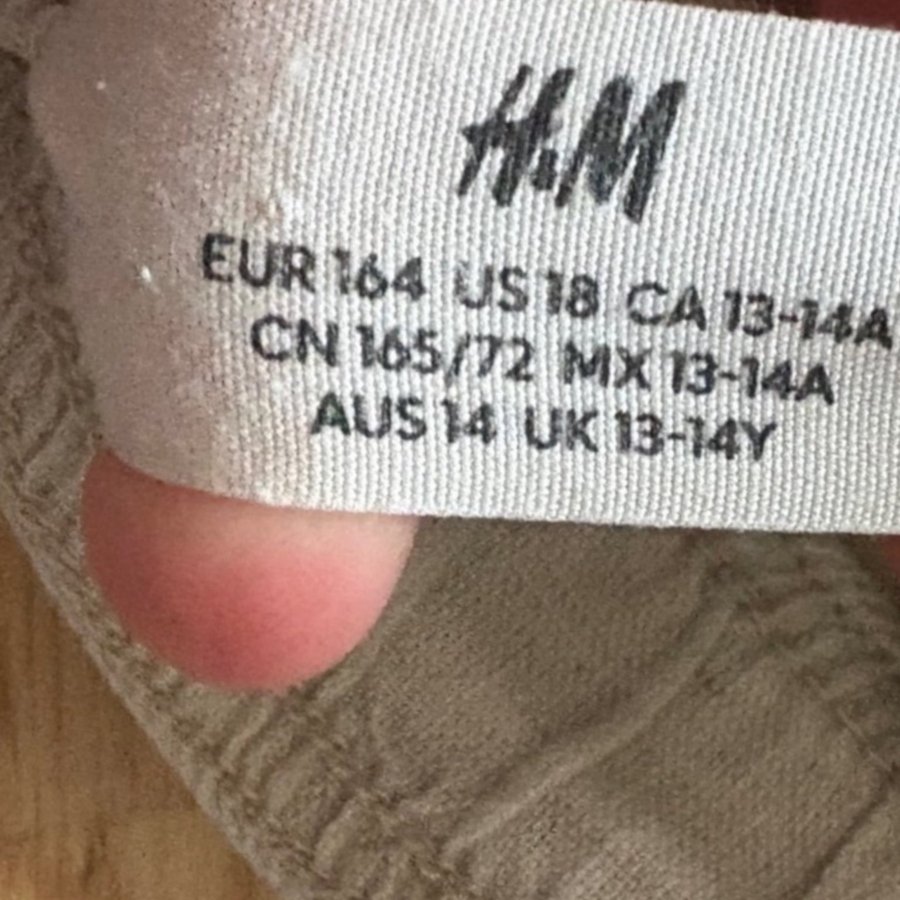 H&M
EUR 164 US 18 CA 13-14A
CN 165/72 MX 13-14A
AUS 14 UK 13-14Y